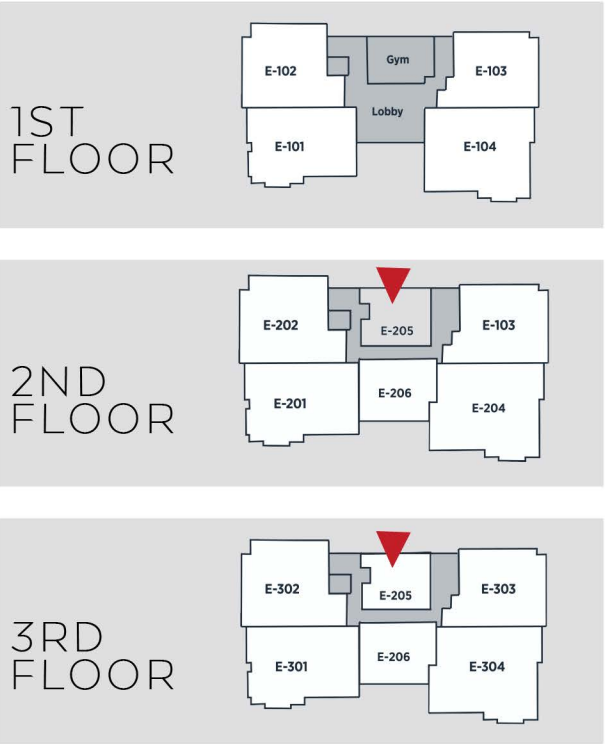 1ST
FLOOR
E-102
Gym
E-103
Lobby
E-101
E-104
2ND
FLOOR
E-202
E-205
E-103
E-201
E-206
E-204
3RD
FLOOR
E-302
E-205
E-303
E-301
E-206
E-304